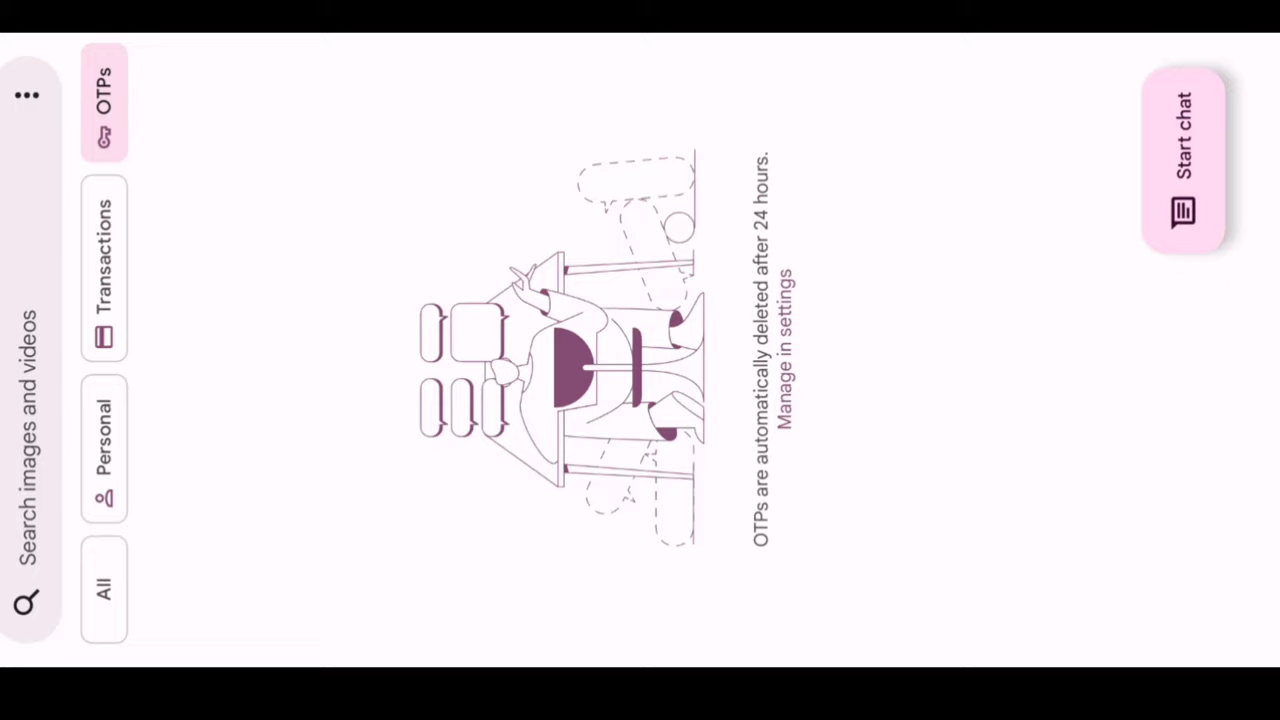 Search images and videos
All
Personal
Transactions
OTPs
OTPs are automatically deleted after 24 hours.
Manage in settings
Start chat